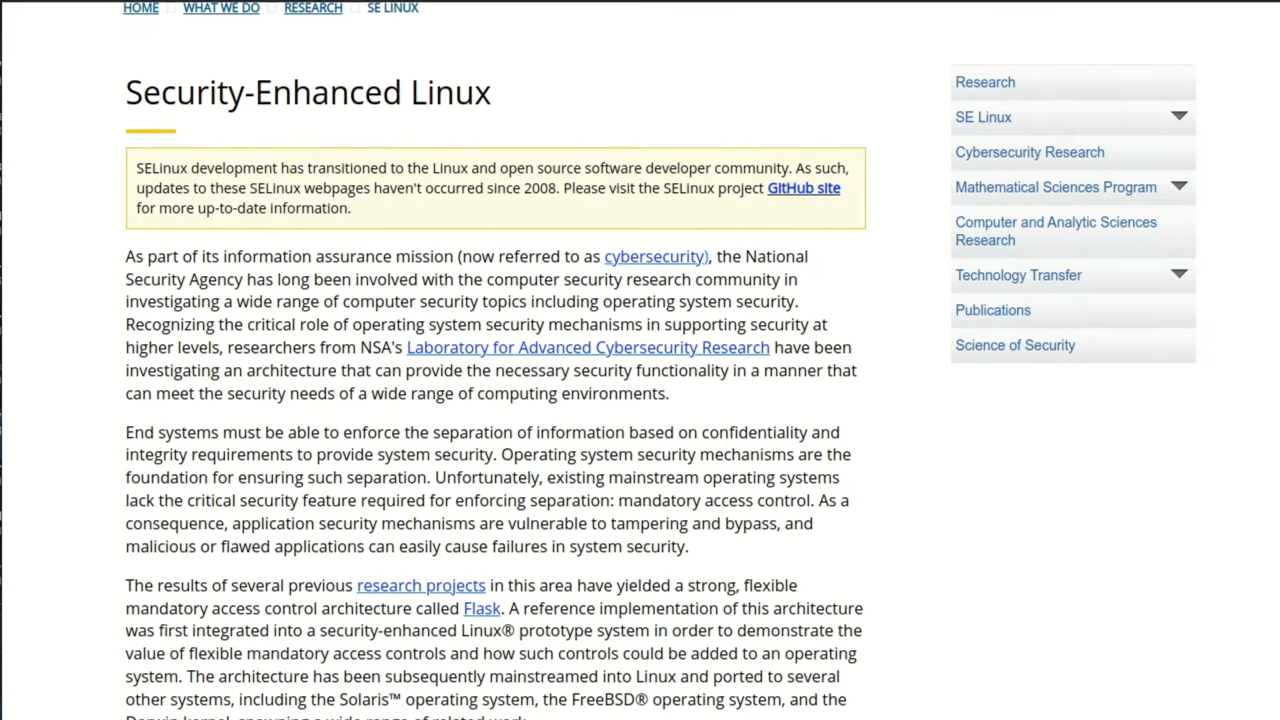 HOME WHAT WE DO RESEARCH SE LINUX
Security-Enhanced Linux
SELinux development has transitioned to the Linux and open source software developer community. As such,
updates to these SELinux webpages haven't occurred since 2008. Please visit the SELinux project GitHub site
for more up-to-date information.
As part of its information assurance mission (now referred to as cybersecurity), the National
Security Agency has long been involved with the computer security research community in
investigating a wide range of computer security topics including operating system security.
Recognizing the critical role of operating system security mechanisms in supporting security at
higher levels, researchers from NSA's Laboratory for Advanced Cybersecurity Research have been
investigating an architecture that can provide the necessary security functionality in a manner that
can meet the security needs of a wide range of computing environments.
End systems must be able to enforce the separation of information based on confidentiality and
integrity requirements to provide system security. Operating system security mechanisms are the
foundation for ensuring such separation. Unfortunately, existing mainstream operating systems
lack the critical security feature required for enforcing separation: mandatory access control. As a
consequence, application security mechanisms are vulnerable to tampering and bypass, and
malicious or flawed applications can easily cause failures in system security.
The results of several previous research projects in this area have yielded a strong, flexible
mandatory access control architecture called Flask. A reference implementation of this architecture
was first integrated into a security-enhanced Linux® prototype system in order to demonstrate the
value of flexible mandatory access controls and how such controls could be added to an operating
system. The architecture has been subsequently mainstreamed into Linux and ported to several
other systems, including the Solaris™ operating system, the FreeBSD® operating system, and the
Darwin kernel, spawning a wide range of related work.
Research
SE Linux
Cybersecurity Research
Mathematical Sciences Program
Computer and Analytic Sciences
Research
Technology Transfer
Publications
Science of Security